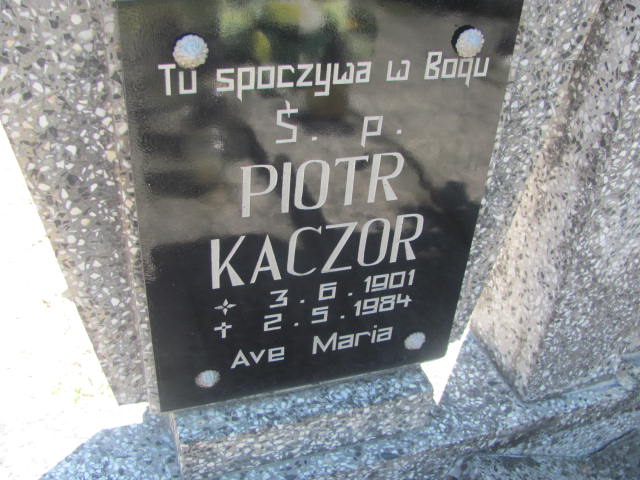 Tu spoczywa w Bogu
Ś. p.
PIOTR
KACZOR
3.6.1901
✝ 2.5.1984
Ave Maria